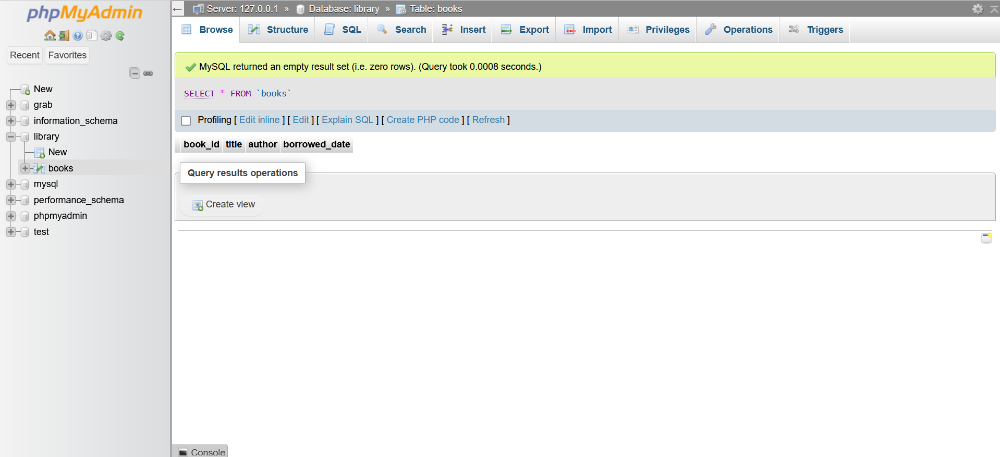 phpMyAdmin
Recent Favorites
New
grab
information_schema
library
New
books
mysql
performance_schema
phpmyadmin
test
Server: 127.0.0.1 » Database: library » Table: books
Browse Structure SQL Search Insert Export Import Privileges Operations Triggers
MySQL returned an empty result set (i.e. zero rows). (Query took 0.0008 seconds.)
SELECT * FROM `books`
Profiling [ Edit inline ] [ Edit ] [ Explain SQL ] [ Create PHP code ] [ Refresh ]
book_id title author borrowed_date
Query results operations
Create view
Console